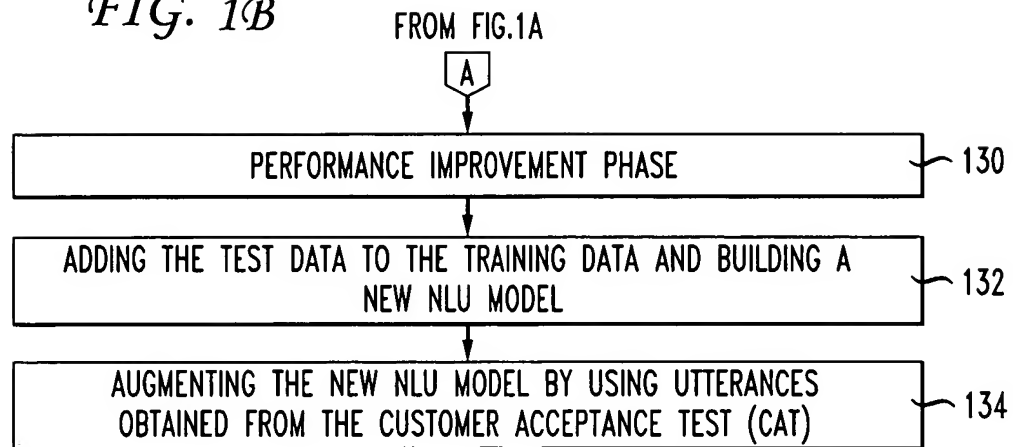 FIG. 1B
FROM FIG.1A
A
PERFORMANCE IMPROVEMENT PHASE
130
ADDING THE TEST DATA TO THE TRAINING DATA AND BUILDING A
NEW NLU MODEL
132
AUGMENTING THE NEW NLU MODEL BY USING UTTERANCES
OBTAINED FROM THE CUSTOMER ACCEPTANCE TEST (CAT)
134